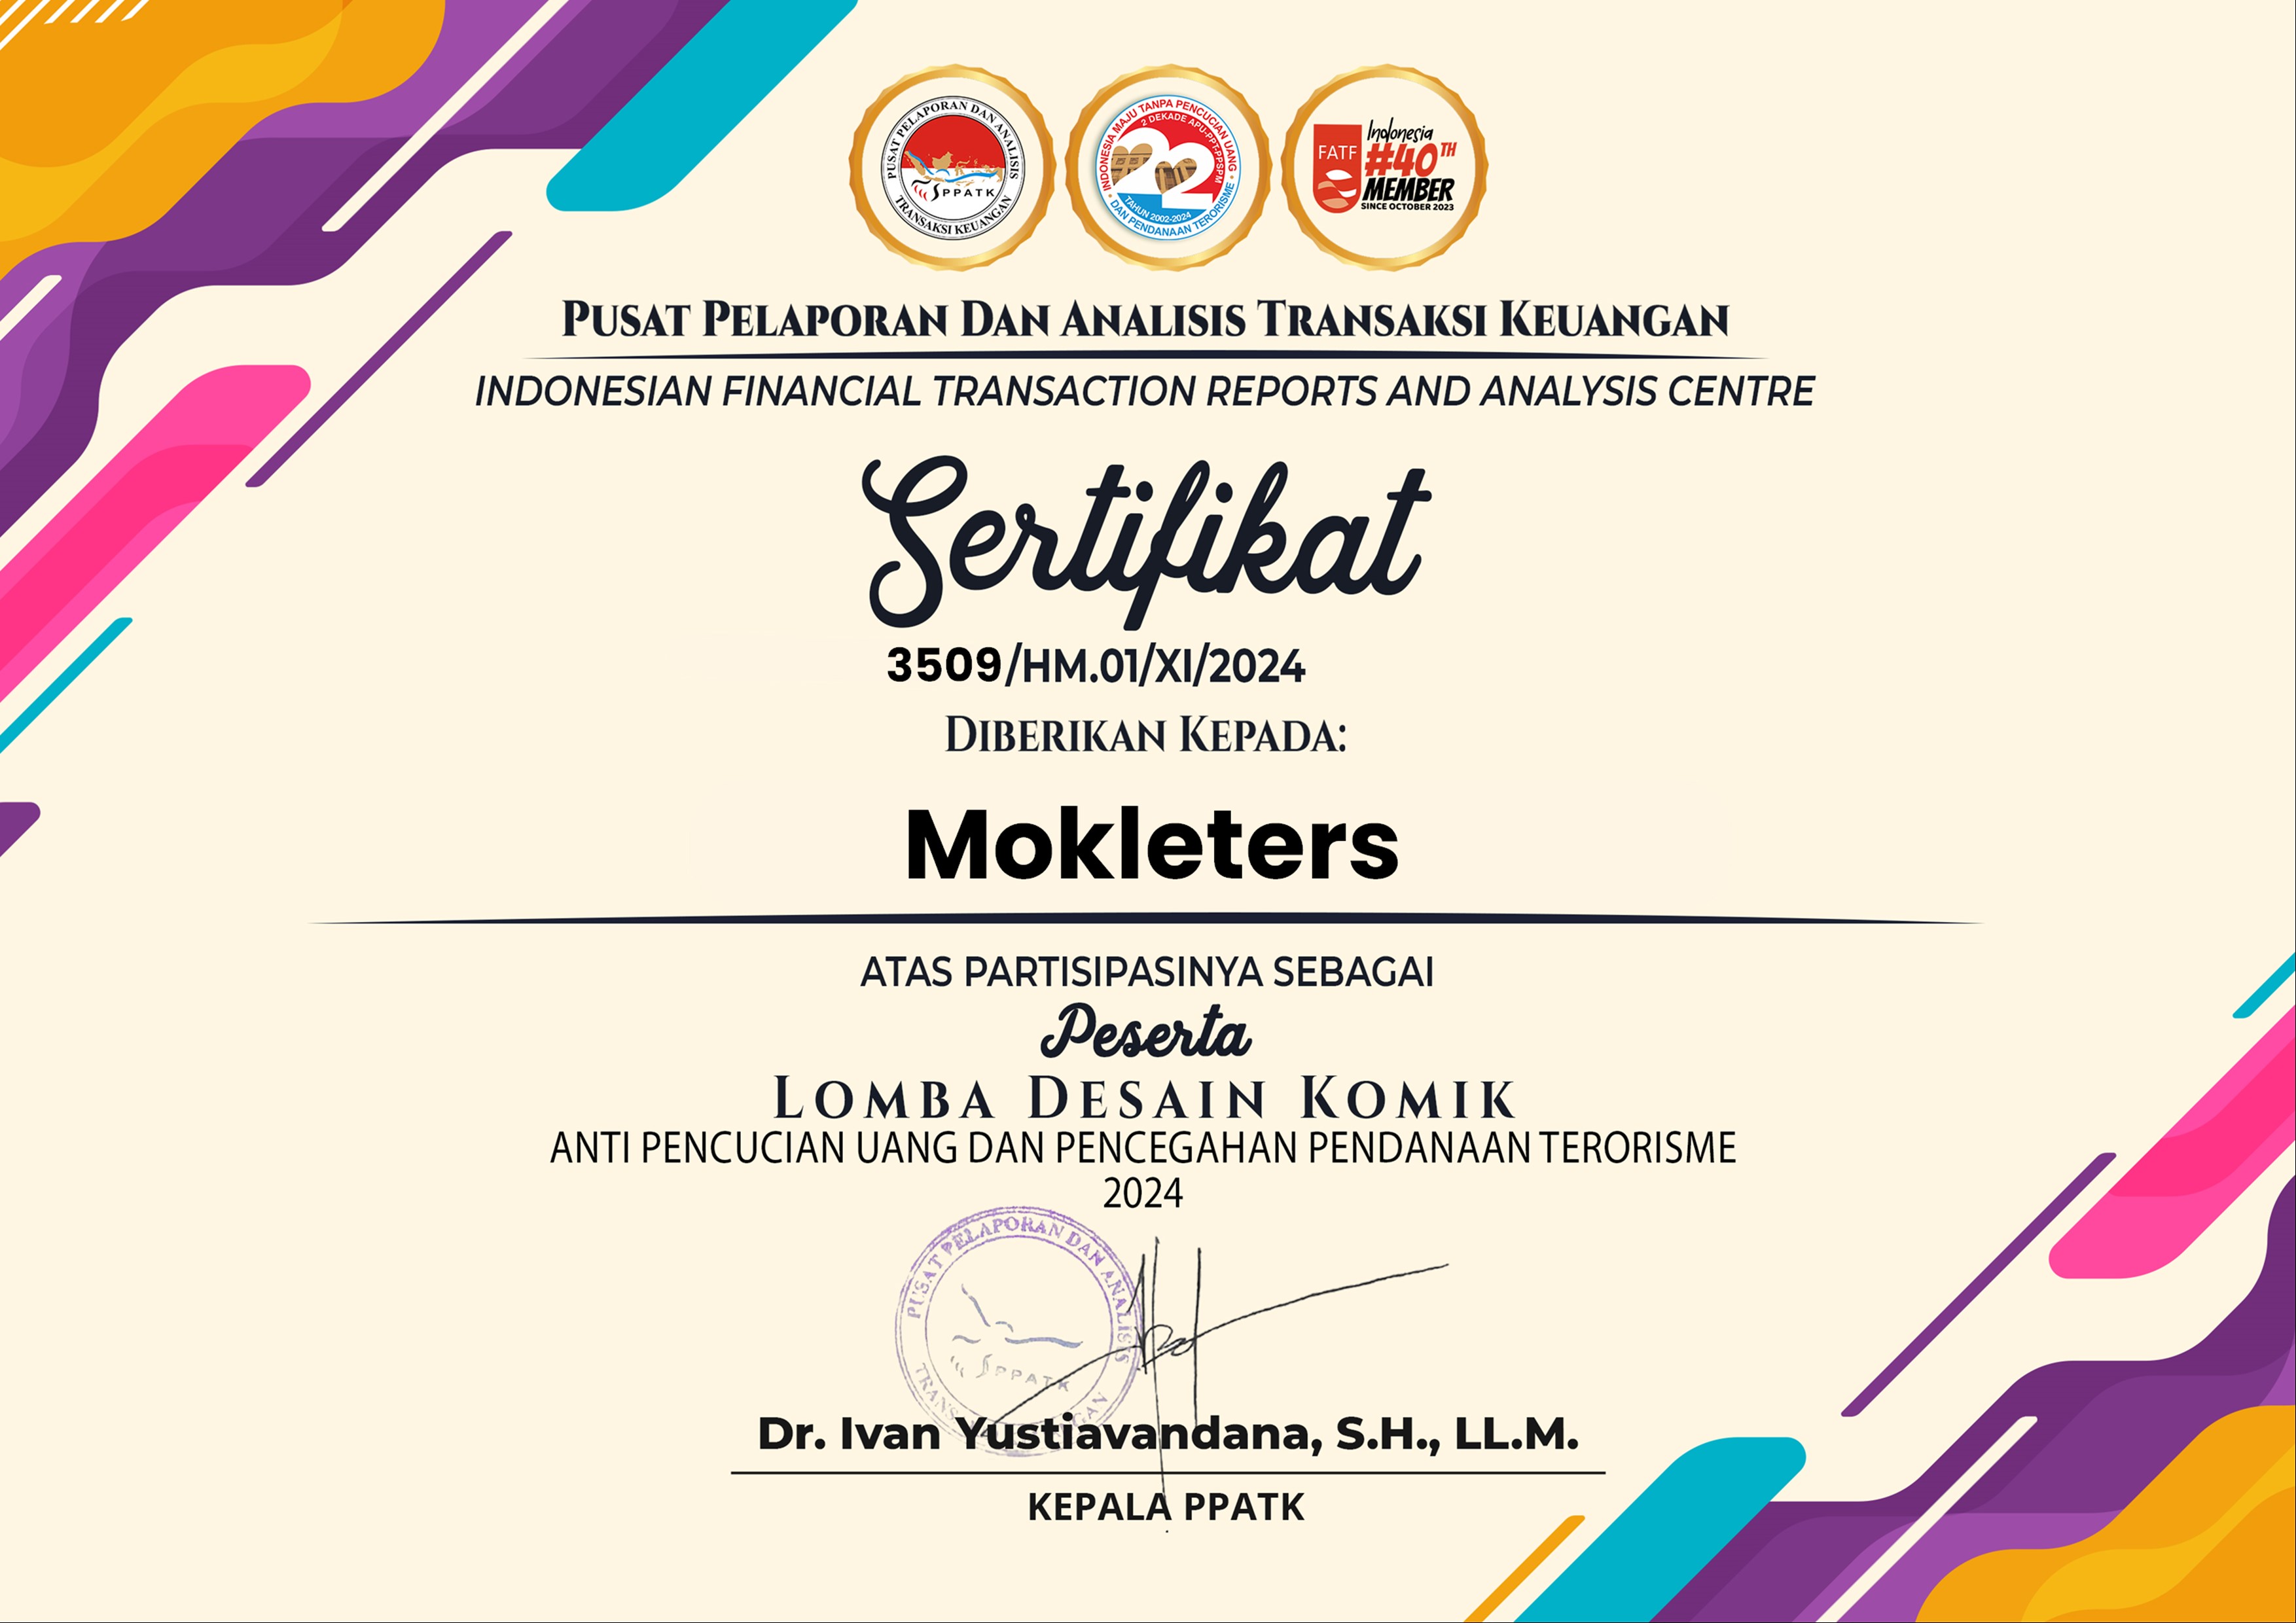 PUSAT PELAPORAN DAN ANALISIS
TRANSAKSI KEUANGAN
PPATK
INDONESIA MAJU TANPA PENCUCIAN UANG
2 DEKADE APU-PPT-PPSPM
22
TAHUN 2002-2024
DAN PENDANAAN TERORISME
FATF
Indonesia
#40TH
MEMBER
SINCE OCTOBER 2023
PUSAT PELAPORAN DAN ANALISIS TRANSAKSI KEUANGAN
INDONESIAN FINANCIAL TRANSACTION REPORTS AND ANALYSIS CENTRE
Sertifikat
3509/HM.01/XI/2024
DIBERIKAN KEPADA:
Mokleters
ATAS PARTISIPASINYA SEBAGAI
Peserta
LOMBA DESAIN KOMIK
ANTI PENCUCIAN UANG DAN PENCEGAHAN PENDANAAN TERORISME
2024
PUSAT PELAPORAN DAN ANALISIS
PPATK
Dr. Ivan Yustiavandana, S.H., LL.M.
KEPALA PPATK